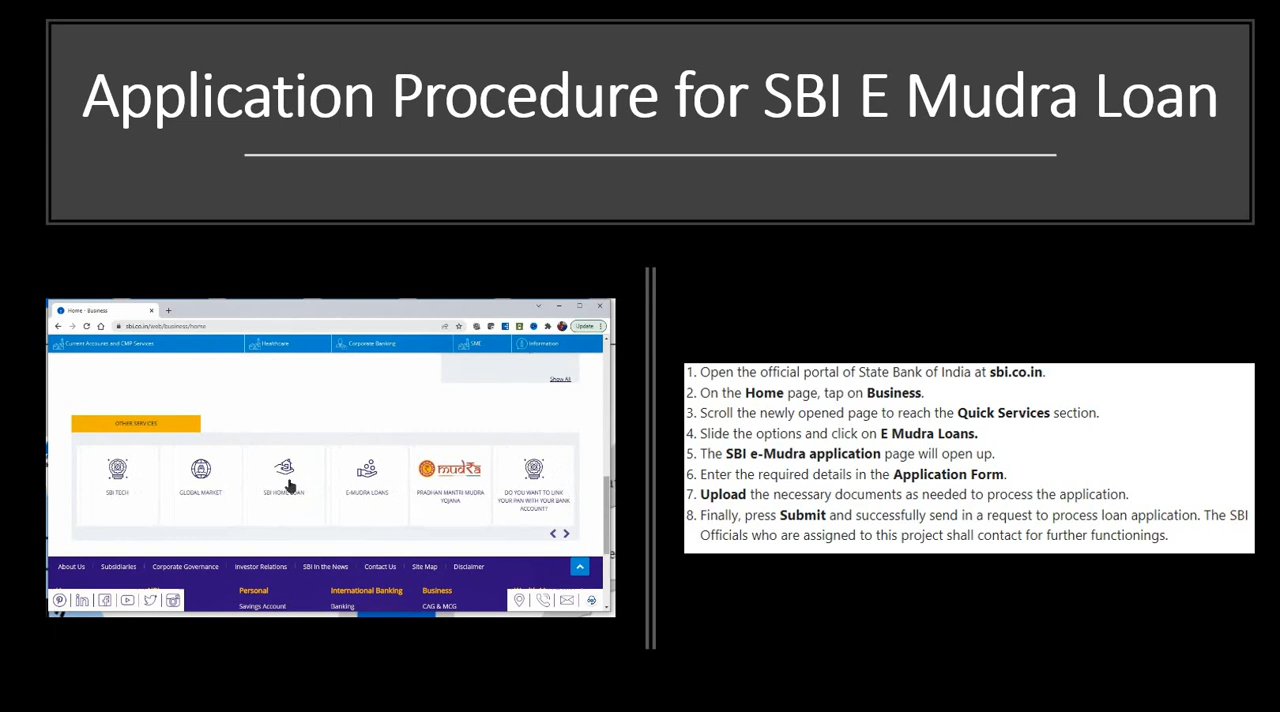 Application Procedure for SBI E Mudra Loan
Home - Business
sbi.co.in/web/business/home
Update
Current Accounts and CMP Services
Healthcare
Corporate Banking
SME
Information
Show All
OTHER SERVICES
SBI TECH
GLOBAL MARKET
SBI HOME LOAN
E-MUDRA LOANS
mudra
PRADHAN MANTRI MUDRA
YOJANA
DO YOU WANT TO LINK
YOUR PAN WITH YOUR BANK
ACCOUNT?
About Us
Subsidiaries
Corporate Governance
Investor Relations
SBI In the News
Contact Us
Site Map
Disclaimer
Personal
International Banking
Business
Savings Account
Banking
CAG & MCG
1. Open the official portal of State Bank of India at sbi.co.in.
2. On the Home page, tap on Business.
3. Scroll the newly opened page to reach the Quick Services section.
4. Slide the options and click on E Mudra Loans.
5. The SBI e-Mudra application page will open up.
6. Enter the required details in the Application Form.
7. Upload the necessary documents as needed to process the application.
8. Finally, press Submit and successfully send in a request to process loan application. The SBI
Officials who are assigned to this project shall contact for further functionings.